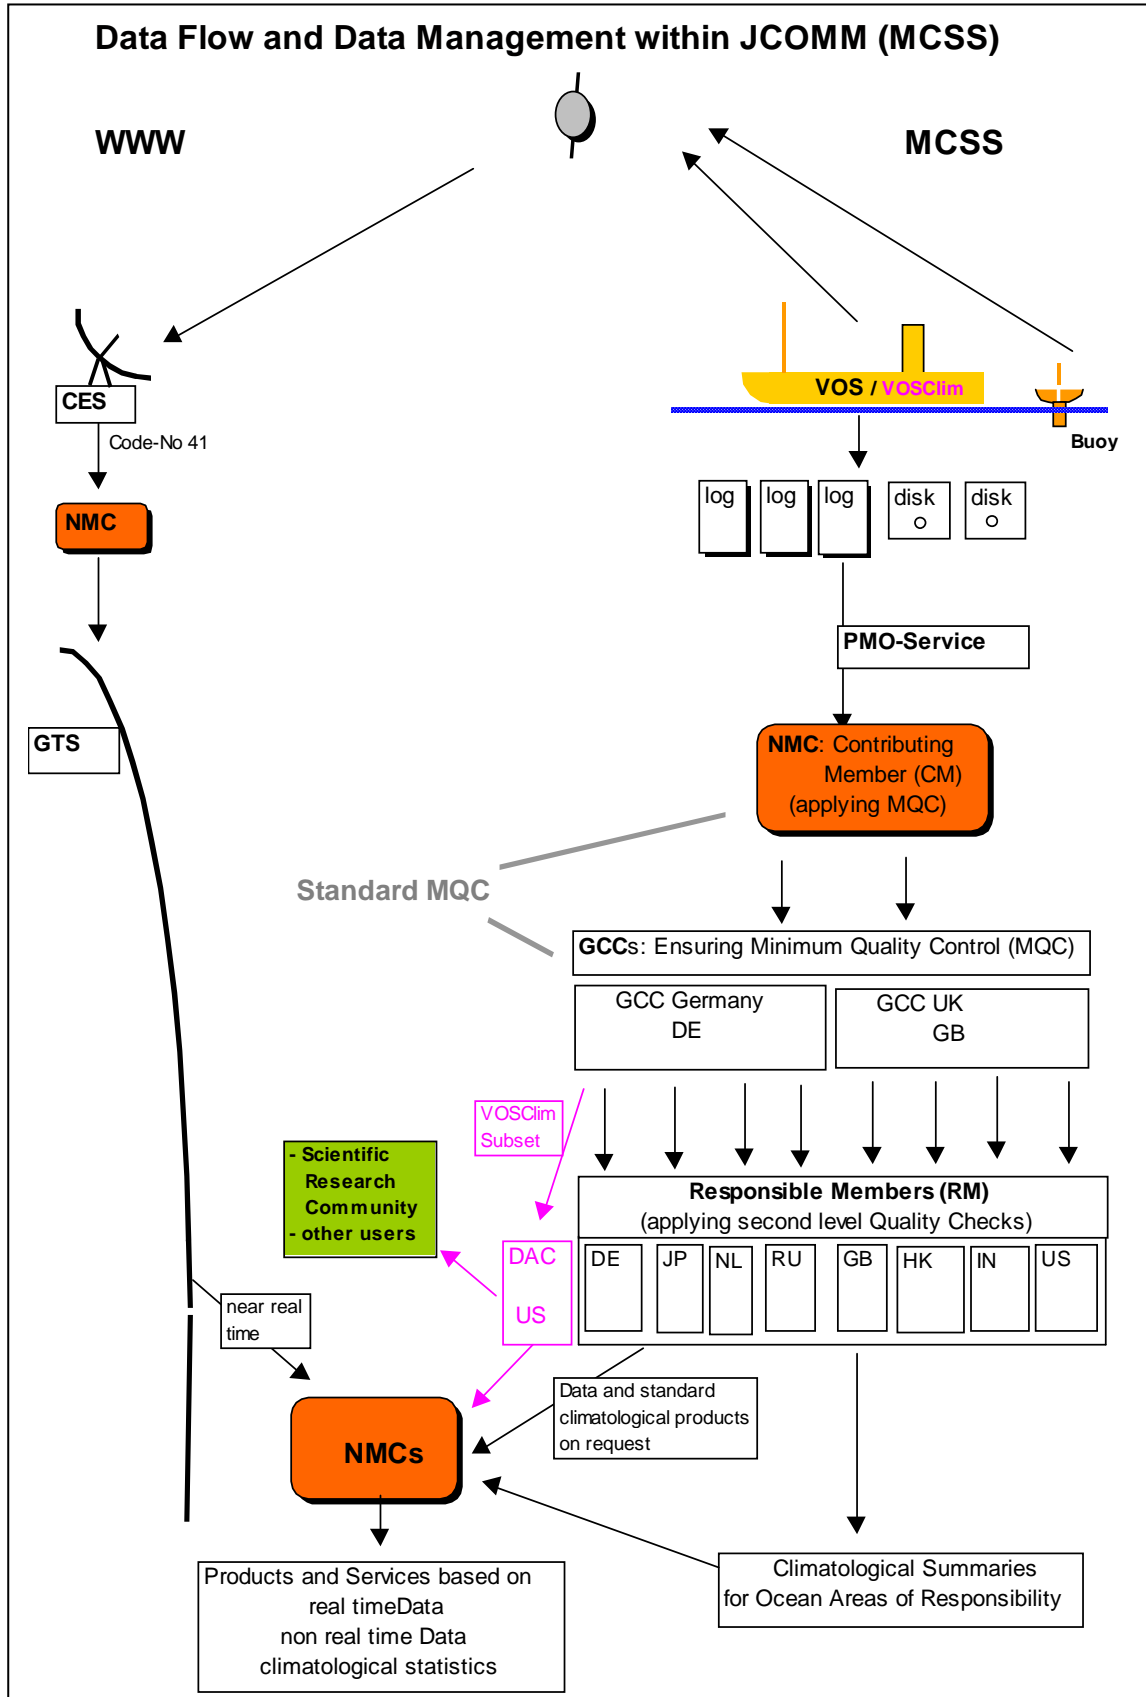 Data Flow and Data Management within JCOMM (MCSS)
WWW
MCSS
CES
Code-No 41
NMC
GTS
VOS / VOSClim
Buoy
log
log
log
disk
disk
PMO-Service
NMC: Contributing
Member (CM)
(applying MQC)
Standard MQC
GCCs: Ensuring Minimum Quality Control (MQC)
GCC Germany
DE
GCC UK
GB
VOSClim
Subset
- Scientific
Research
Community
- other users
DAC
US
Responsible Members (RM)
(applying second level Quality Checks)
DE
JP
NL
RU
GB
HK
IN
US
near real
time
Data and standard
climatological products
on request
NMCs
Products and Services based on
real timeData
non real time Data
climatological statistics
Climatological Summaries
for Ocean Areas of Responsibility